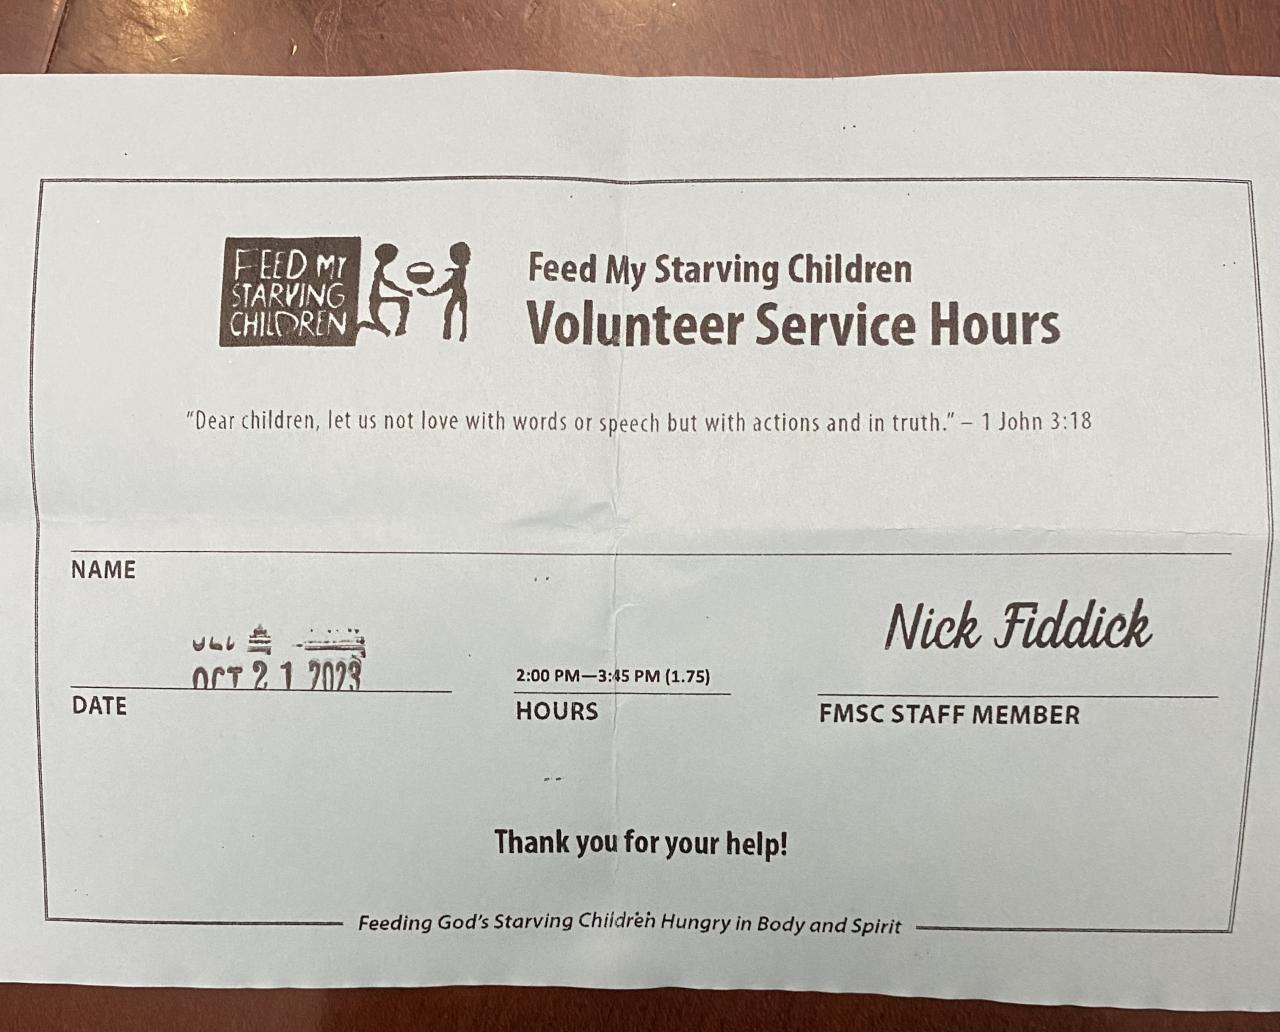 FEED MY
STARVING
CHILDREN
Feed My Starving Children
Volunteer Service Hours
“Dear children, let us not love with words or speech but with actions and in truth.” – 1 John 3:18
NAME
OCT 2 1 2023
DATE
2:00 PM—3:45 PM (1.75)
HOURS
Nick Fiddick
FMSC STAFF MEMBER
Thank you for your help!
Feeding God's Starving Children Hungry in Body and Spirit